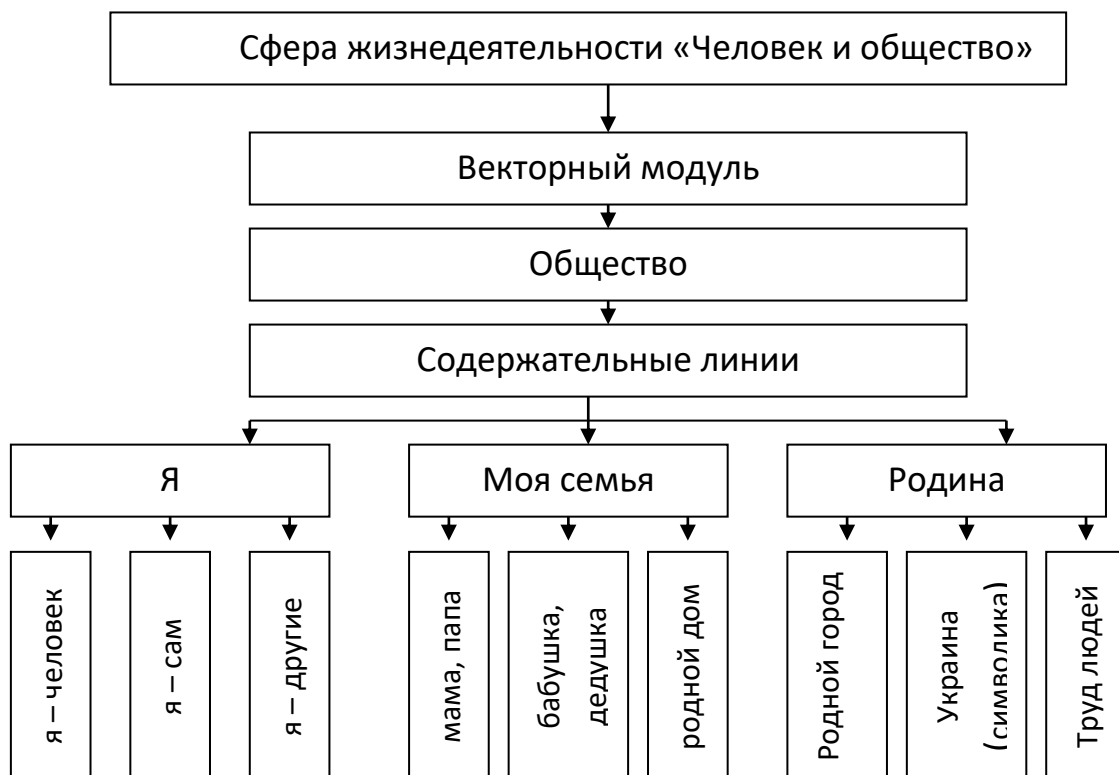 Сфера жизнедеятельности «Человек и общество»
Векторный модуль
Общество
Содержательные линии
Я
Моя семья
Родина
я – человек
я – сам
я – другие
мама, папа
бабушка,
дедушка
родной дом
Родной город
Украина
(символика)
Труд людей